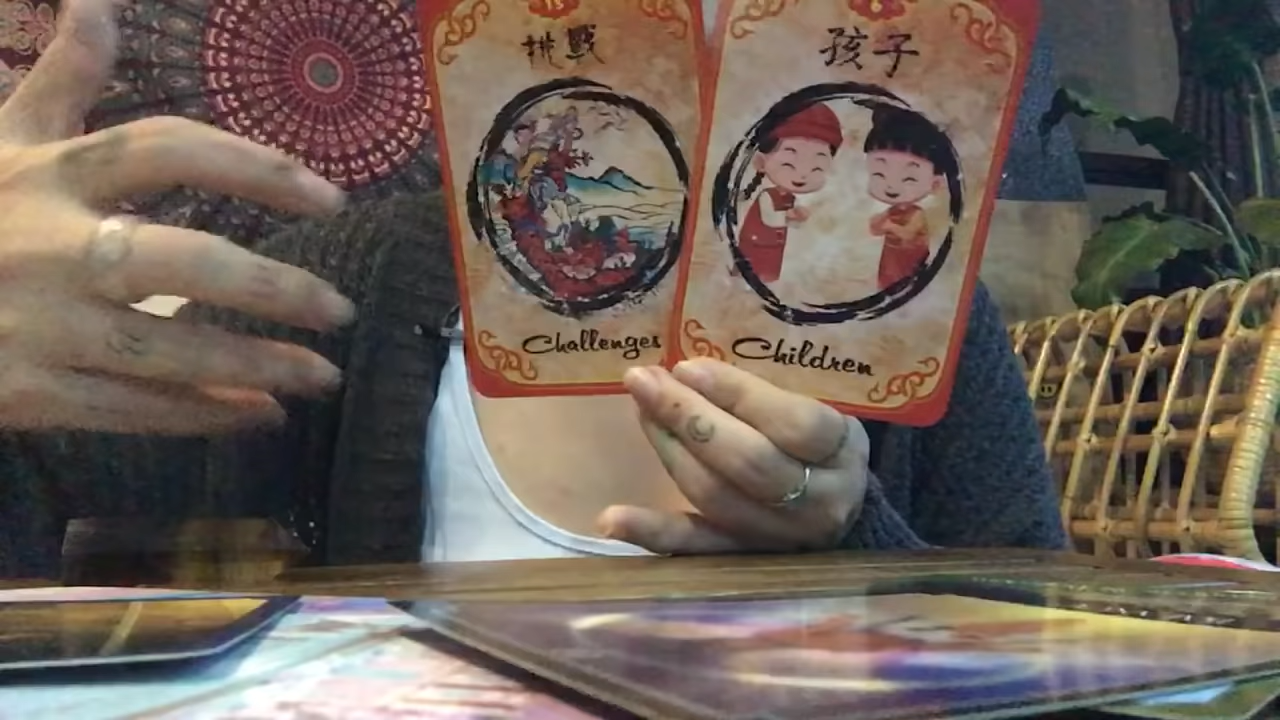 挑戰
Challenges
孩子
Children